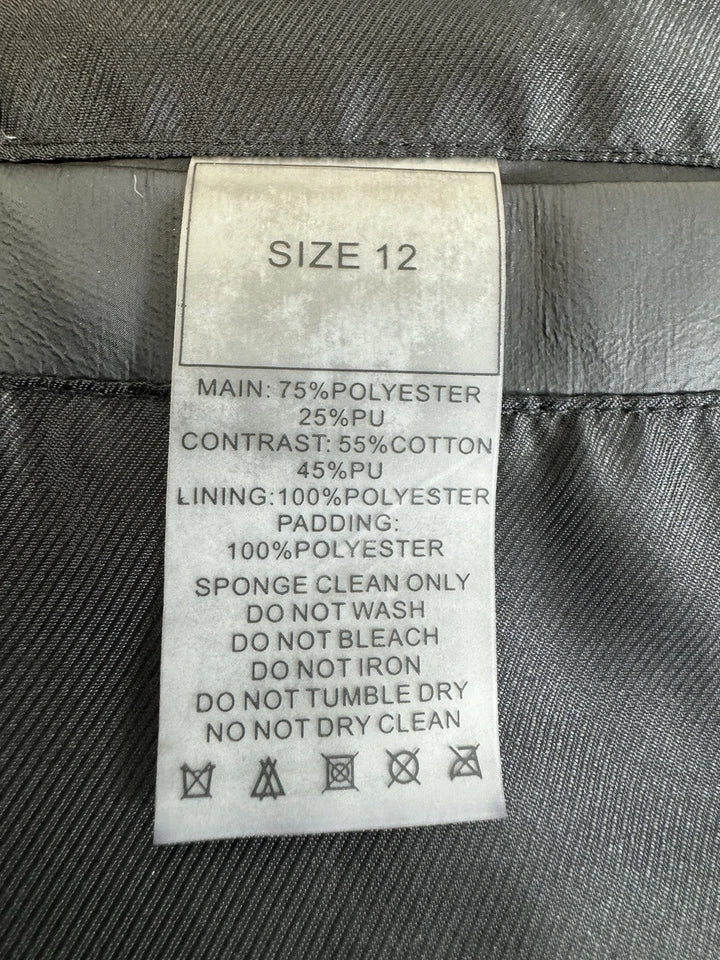 SIZE 12
MAIN: 75%POLYESTER
25%PU
CONTRAST: 55%COTTON
45%PU
LINING:100%POLYESTER
PADDING:
100%POLYESTER
SPONGE CLEAN ONLY
DO NOT WASH
DO NOT BLEACH
DO NOT IRON
DO NOT TUMBLE DRY
NO NOT DRY CLEAN